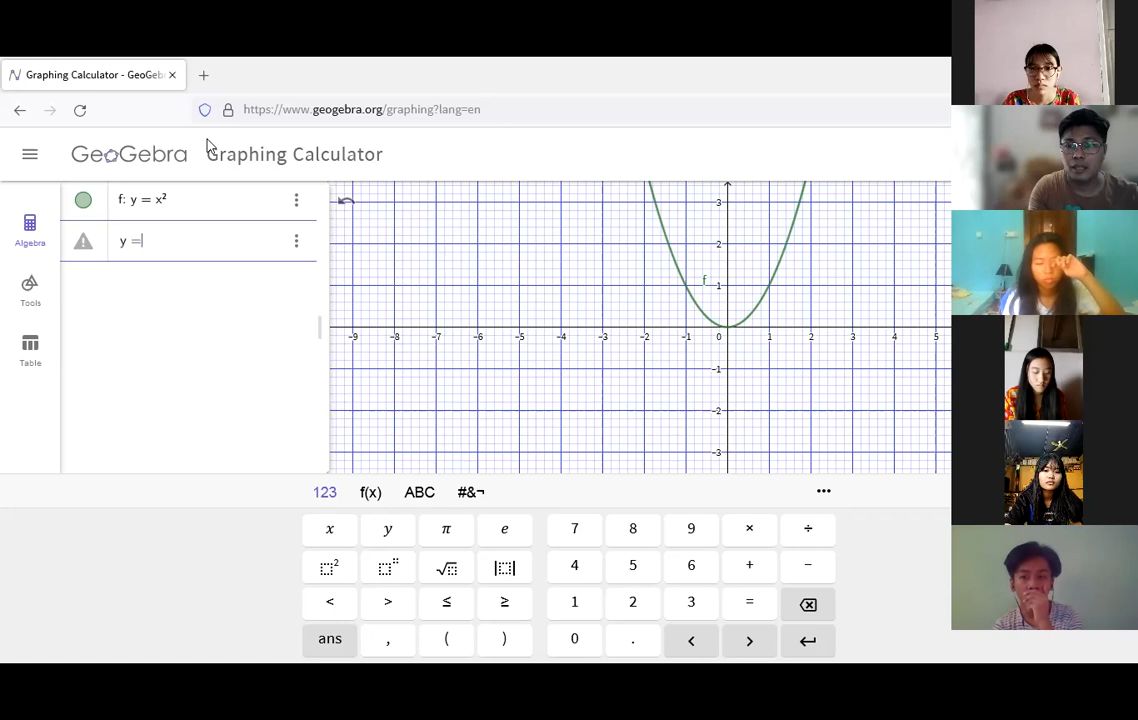 Graphing Calculator - GeoGeb
https://www.geogebra.org/graphing?lang=en
GeoGebra Graphing Calculator
Algebra
Tools
Table
f: y = x²
y =
f
3
2
1
−1
−2
−3
−9 −8 −7 −6 −5 −4 −3 −2 −1 0 1 2 3 4 5
123 f(x) ABC #&¬ •••
x y π e 7 8 9 × ÷
□² □□ √□ |□| 4 5 6 + −
< > ≤ ≥ 1 2 3 =
ans , ( ) 0 . < >